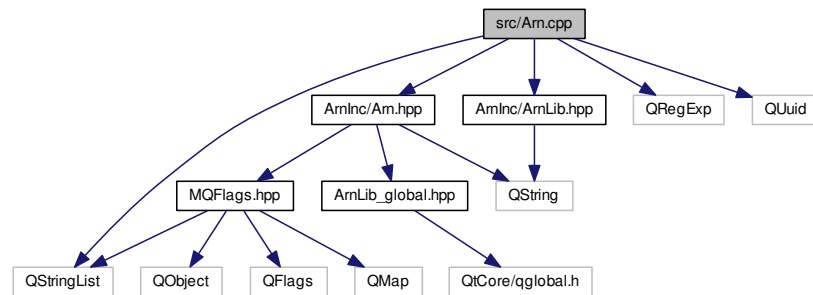 src/Arn.cpp
ArnInc/Arn.hpp
ArnInc/ArnLib.hpp
QRegExp
QUuid
MQFlags.hpp
ArnLib_global.hpp
QString
QStringList
QObject
QFlags
QMap
QtCore/qglobal.h